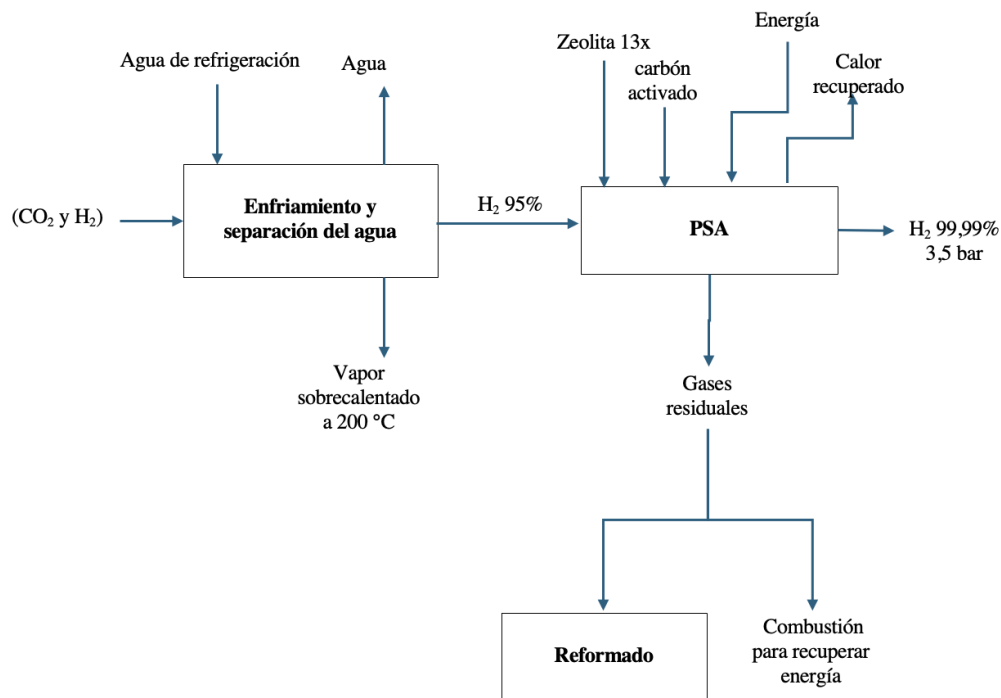 Energía
Zeolita 13x
Agua de refrigeración
Agua
carbón
activado
Calor
recuperado
(CO₂ y H₂)
Enfriamiento y
separación del agua
H₂ 95%
PSA
H₂ 99,99%
3,5 bar
Vapor
sobrecalentado
a 200 °C
Gases
residuales
Reformado
Combustión
para recuperar
energía